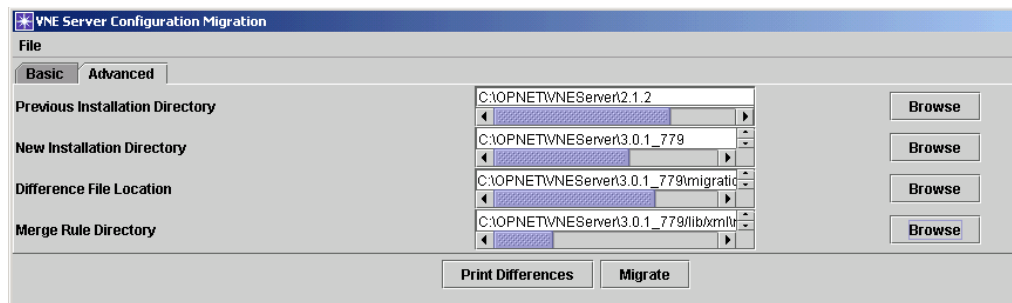 VNE Server Configuration Migration
File
Basic Advanced
Previous Installation Directory C:\OPNET\VNEServer\2.1.2 Browse
New Installation Directory C:\OPNET\VNEServer\3.0.1_779 Browse
Difference File Location C:\OPNET\VNEServer\3.0.1_779\migratio Browse
Merge Rule Directory C:\OPNET\VNEServer\3.0.1_779/lib/xml\ Browse
Print Differences Migrate